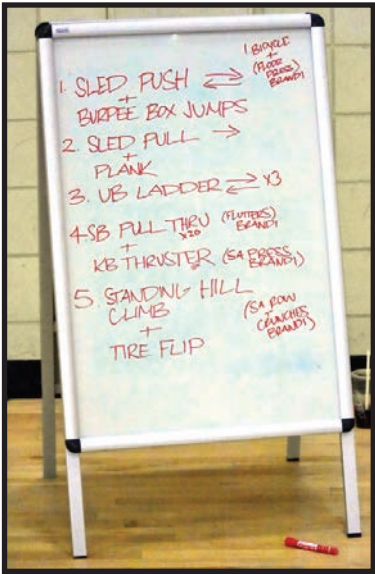 1. SLED PUSH ⇄
+
BURPEE BOX JUMPS
1. BICYCLE
+
(FLOOR
PRESS)
BRANDI
2. SLED PULL →
+
PLANK
3. UB LADDER ⇄ x3
4. SB PULL THRU (FLUTTERS)
x20 BRANDI
+
KB THRUSTER (SA PRESS
BRANDI)
5. STANDING HILL
CLIMB
+
TIRE FLIP
(SA ROW
+
CRUNCHES
BRANDI)